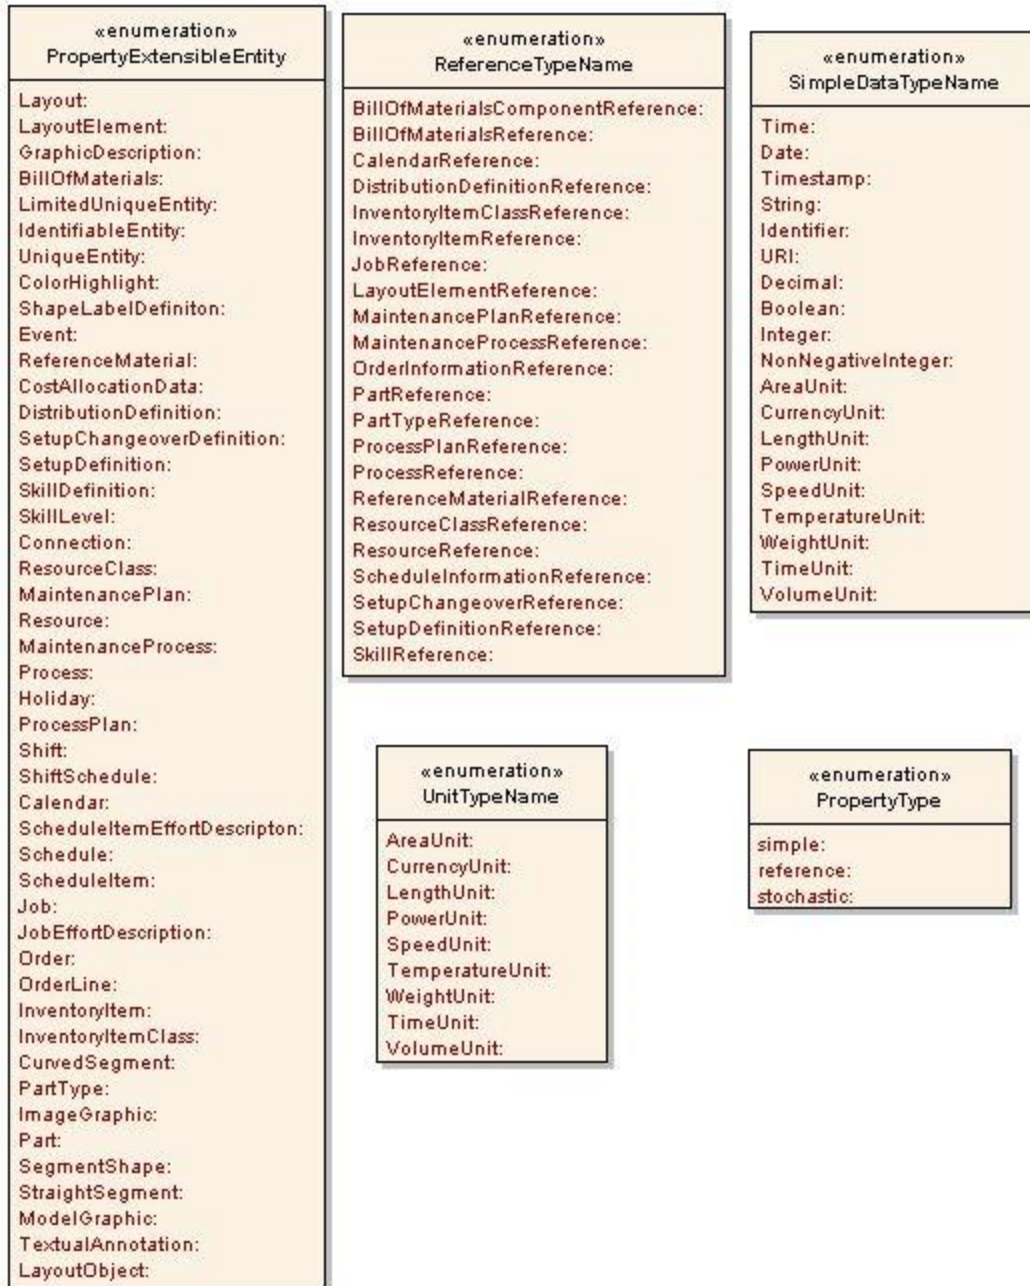 «enumeration»
PropertyExtensibleEntity
Layout:
LayoutElement:
GraphicDescription:
BillOfMaterials:
LimitedUniqueEntity:
IdentifiableEntity:
UniqueEntity:
ColorHighlight:
ShapeLabelDefiniton:
Event:
ReferenceMaterial:
CostAllocationData:
DistributionDefinition:
SetupChangeoverDefinition:
SetupDefinition:
SkillDefinition:
SkillLevel:
Connection:
ResourceClass:
MaintenancePlan:
Resource:
MaintenanceProcess:
Process:
Holiday:
ProcessPlan:
Shift:
ShiftSchedule:
Calendar:
ScheduleItemEffortDescripton:
Schedule:
ScheduleItem:
Job:
JobEffortDescription:
Order:
OrderLine:
InventoryItem:
InventoryItemClass:
CurvedSegment:
PartType:
ImageGraphic:
Part:
SegmentShape:
StraightSegment:
ModelGraphic:
TextualAnnotation:
LayoutObject:
«enumeration»
ReferenceTypeName
BillOfMaterialsComponentReference:
BillOfMaterialsReference:
CalendarReference:
DistributionDefinitionReference:
InventoryItemClassReference:
InventoryItemReference:
JobReference:
LayoutElementReference:
MaintenancePlanReference:
MaintenanceProcessReference:
OrderInformationReference:
PartReference:
PartTypeReference:
ProcessPlanReference:
ProcessReference:
ReferenceMaterialReference:
ResourceClassReference:
ResourceReference:
ScheduleInformationReference:
SetupChangeoverReference:
SetupDefinitionReference:
SkillReference:
«enumeration»
SimpleDataTypeName
Time:
Date:
Timestamp:
String:
Identifier:
URI:
Decimal:
Boolean:
Integer:
NonNegativeInteger:
AreaUnit:
CurrencyUnit:
LengthUnit:
PowerUnit:
SpeedUnit:
TemperatureUnit:
WeightUnit:
TimeUnit:
VolumeUnit:
«enumeration»
UnitTypeName
AreaUnit:
CurrencyUnit:
LengthUnit:
PowerUnit:
SpeedUnit:
TemperatureUnit:
WeightUnit:
TimeUnit:
VolumeUnit:
«enumeration»
PropertyType
simple:
reference:
stochastic: